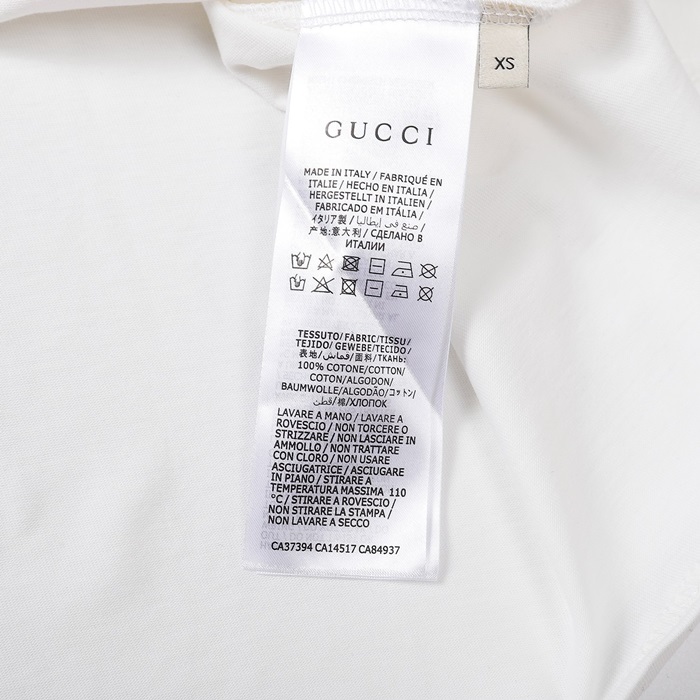 XS
GUCCI
MADE IN ITALY / FABRIQUÉ EN
ITALIE / HECHO EN ITALIA /
HERGESTELLT IN ITALIEN /
FABRICADO EM ITÁLIA /
イタリア製 / صنع في إيطاليا /
产地:意大利 / СДЕЛАНО В
ИТАЛИИ
TESSUTO/ FABRIC/TISSU/
TEJIDO/ GEWEBE/TECIDO /
表地/قماش/面料/ТКАНЬ:
100% COTONE/COTTON/
COTON/ALGODON/
BAUMWOLLE/ALGODÃO/コットン/
قطن/棉/ХЛОПОК
LAVARE A MANO / LAVARE A
ROVESCIO / NON TORCERE O
STRIZZARE / NON LASCIARE IN
AMMOLLO / NON TRATTARE
CON CLORO / NON USARE
ASCIUGATRICE / ASCIUGARE
IN PIANO / STIRARE A
TEMPERATURA MASSIMA 110
°C / STIRARE A ROVESCIO /
NON STIRARE LA STAMPA /
NON LAVARE A SECCO
CA37394 CA14517 CA84937